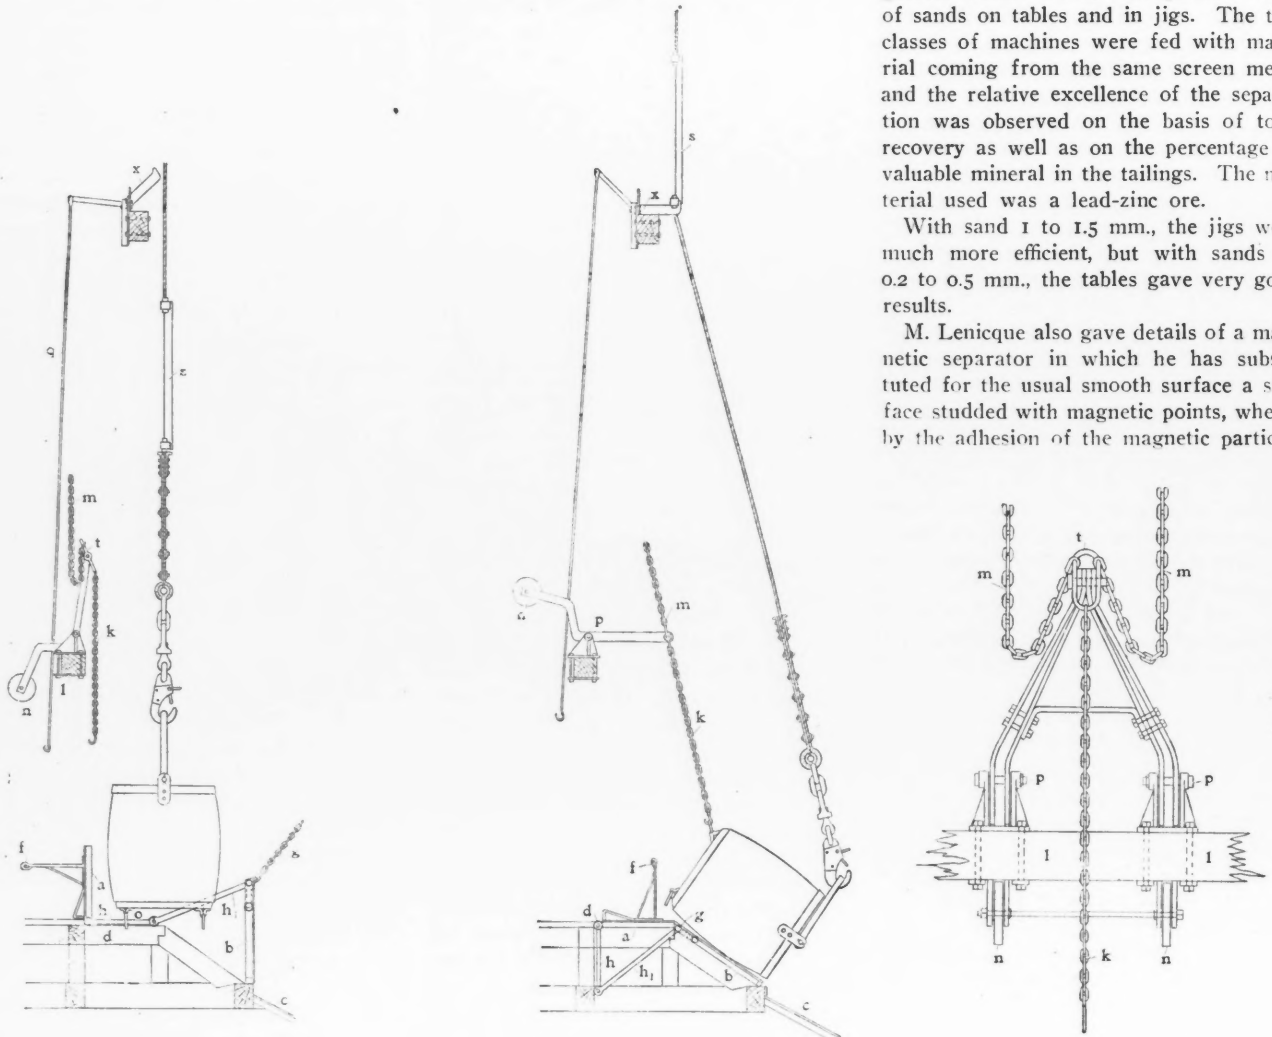 of sands on tables and in jigs. The t
classes of machines were fed with ma
rial coming from the same screen me
and the relative excellence of the sepa
tion was observed on the basis of to
recovery as well as on the percentage
valuable mineral in the tailings. The
terial used was a lead-zinc ore.
With sand 1 to 1.5 mm., the jigs w
much more efficient, but with sands
0.2 to 0.5 mm., the tables gave very go
results.
M. Lenicque also gave details of a ma
netic separator in which he has subs
tuted for the usual smooth surface a s
face studded with magnetic points, whe
by the adhesion of the magnetic partic
x
m
t
k
l
n
f
a
h
o
h
d
b
c
s
x
m
p
k
f
d
g
a
h
h1
b
c
t
m
m
p
p
l
l
n
k
n